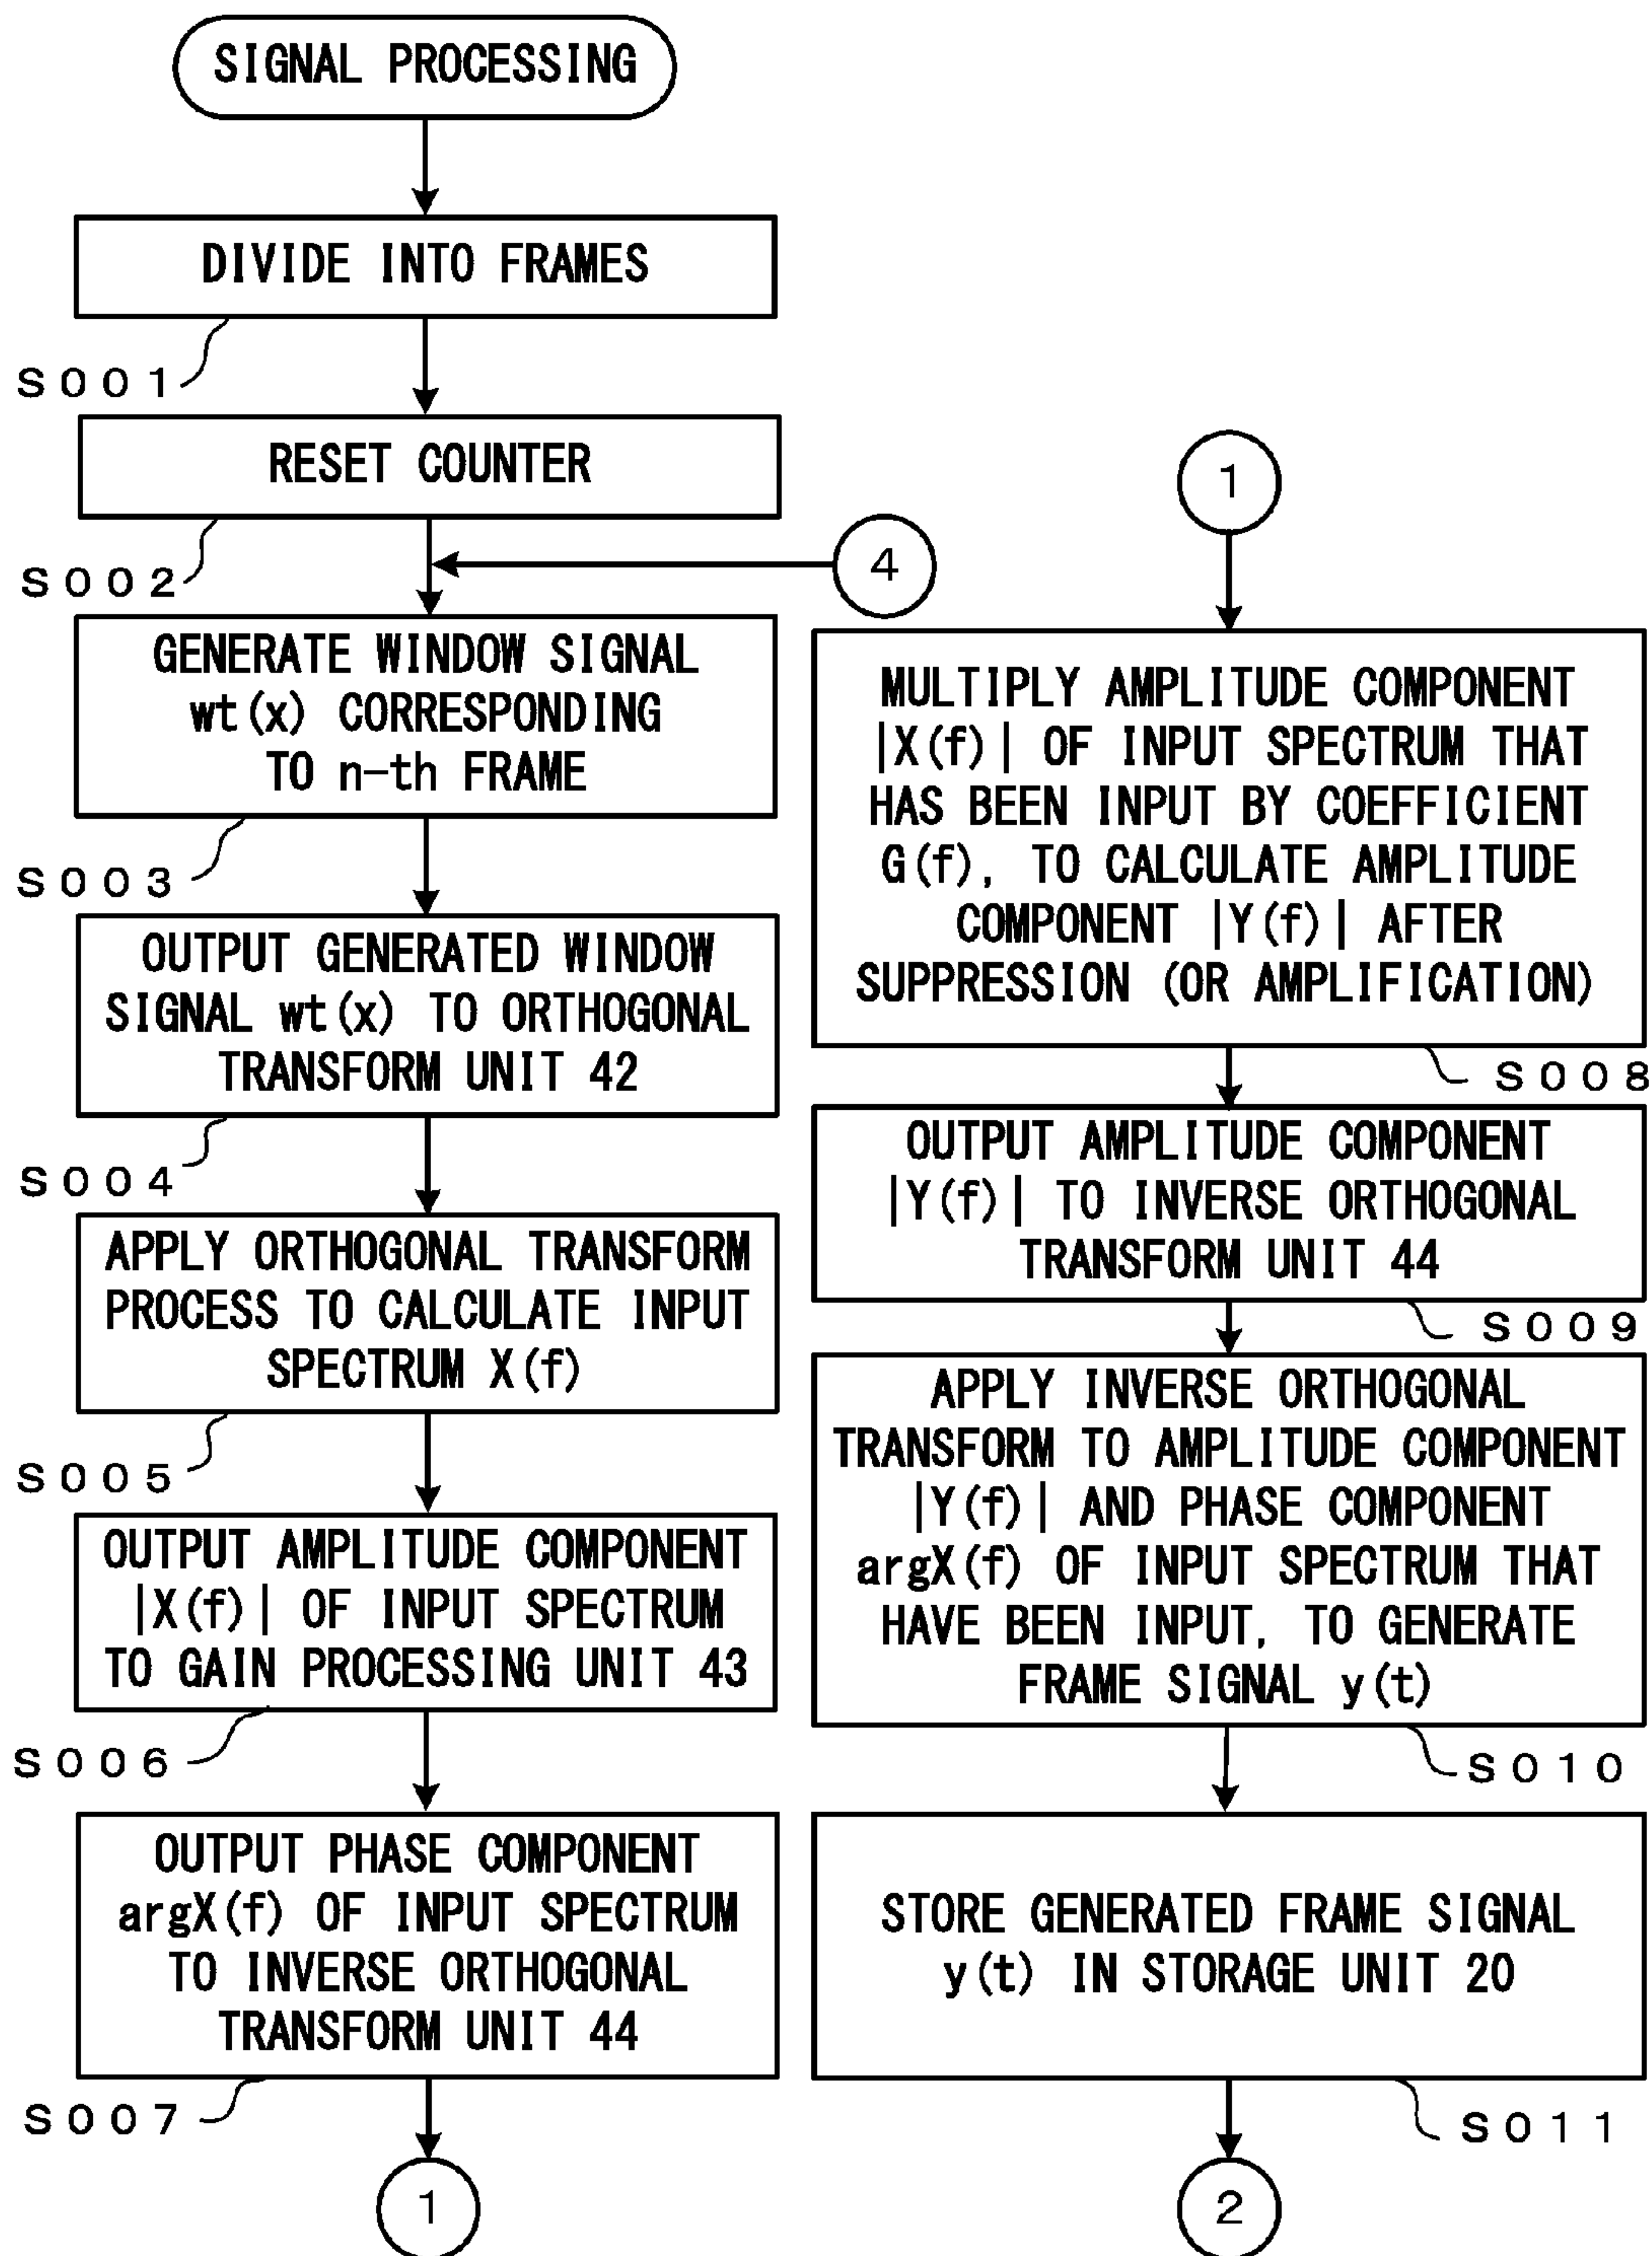 SIGNAL PROCESSING
DIVIDE INTO FRAMES
S001
RESET COUNTER
S002
4
GENERATE WINDOW SIGNAL
wt(x) CORRESPONDING
TO n-th FRAME
S003
OUTPUT GENERATED WINDOW
SIGNAL wt(x) TO ORTHOGONAL
TRANSFORM UNIT 42
S004
APPLY ORTHOGONAL TRANSFORM
PROCESS TO CALCULATE INPUT
SPECTRUM X(f)
S005
OUTPUT AMPLITUDE COMPONENT
|X(f)| OF INPUT SPECTRUM
TO GAIN PROCESSING UNIT 43
S006
OUTPUT PHASE COMPONENT
argX(f) OF INPUT SPECTRUM
TO INVERSE ORTHOGONAL
TRANSFORM UNIT 44
S007
1
1
MULTIPLY AMPLITUDE COMPONENT
|X(f)| OF INPUT SPECTRUM THAT
HAS BEEN INPUT BY COEFFICIENT
G(f), TO CALCULATE AMPLITUDE
COMPONENT |Y(f)| AFTER
SUPPRESSION (OR AMPLIFICATION)
S008
OUTPUT AMPLITUDE COMPONENT
|Y(f)| TO INVERSE ORTHOGONAL
TRANSFORM UNIT 44
S009
APPLY INVERSE ORTHOGONAL
TRANSFORM TO AMPLITUDE COMPONENT
|Y(f)| AND PHASE COMPONENT
argX(f) OF INPUT SPECTRUM THAT
HAVE BEEN INPUT, TO GENERATE
FRAME SIGNAL y(t)
S010
STORE GENERATED FRAME SIGNAL
y(t) IN STORAGE UNIT 20
S011
2